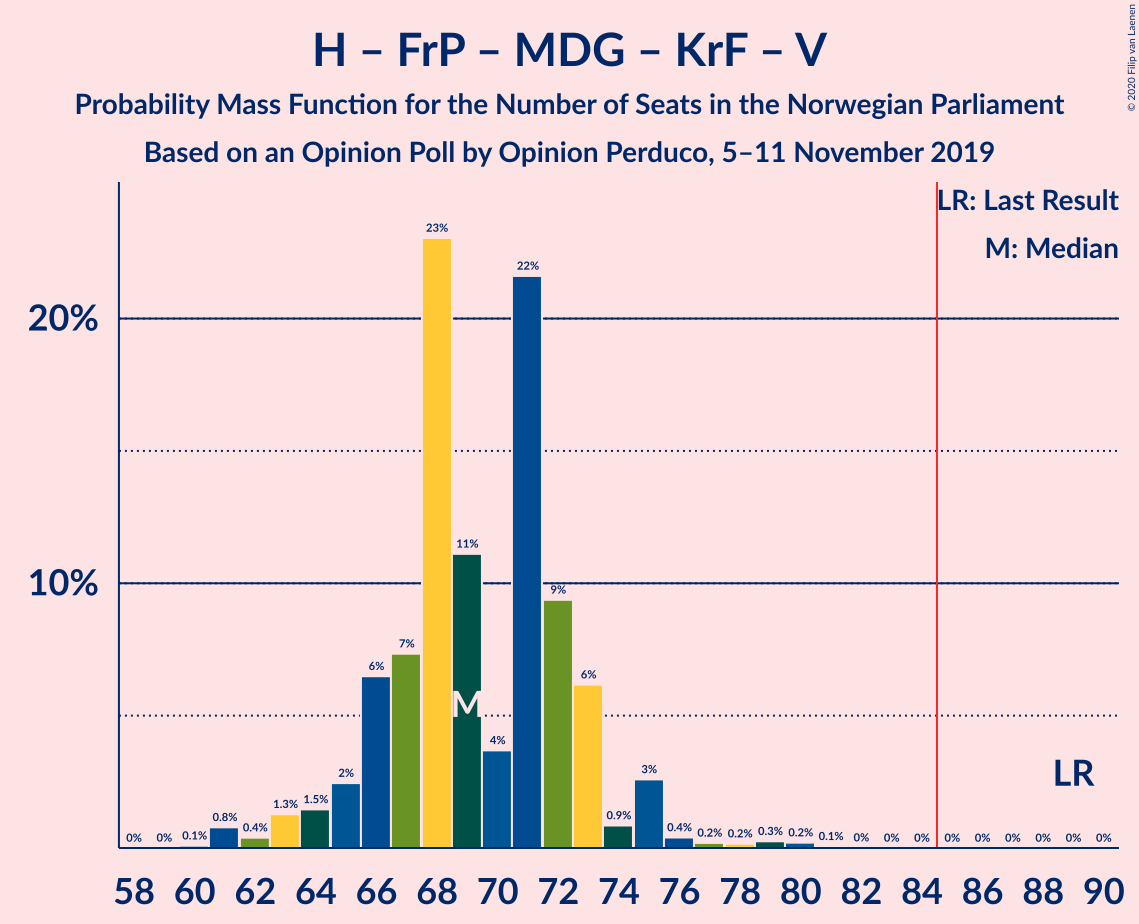 H – FrP – MDG – KrF – V
Probability Mass Function for the Number of Seats in the Norwegian Parliament
Based on an Opinion Poll by Opinion Perduco, 5–11 November 2019
© 2020 Filip van Laenen
LR: Last Result
M: Median
20%
10%
0% 0% 0.1% 0.8% 0.4% 1.3% 1.5% 2% 6% 7% 23% 11% 4% 22% 9% 6% 0.9% 3% 0.4% 0.2% 0.2% 0.3% 0.2% 0.1% 0% 0% 0% 0% 0% 0% 0% 0% 0%
M
LR
58 60 62 64 66 68 70 72 74 76 78 80 82 84 86 88 90